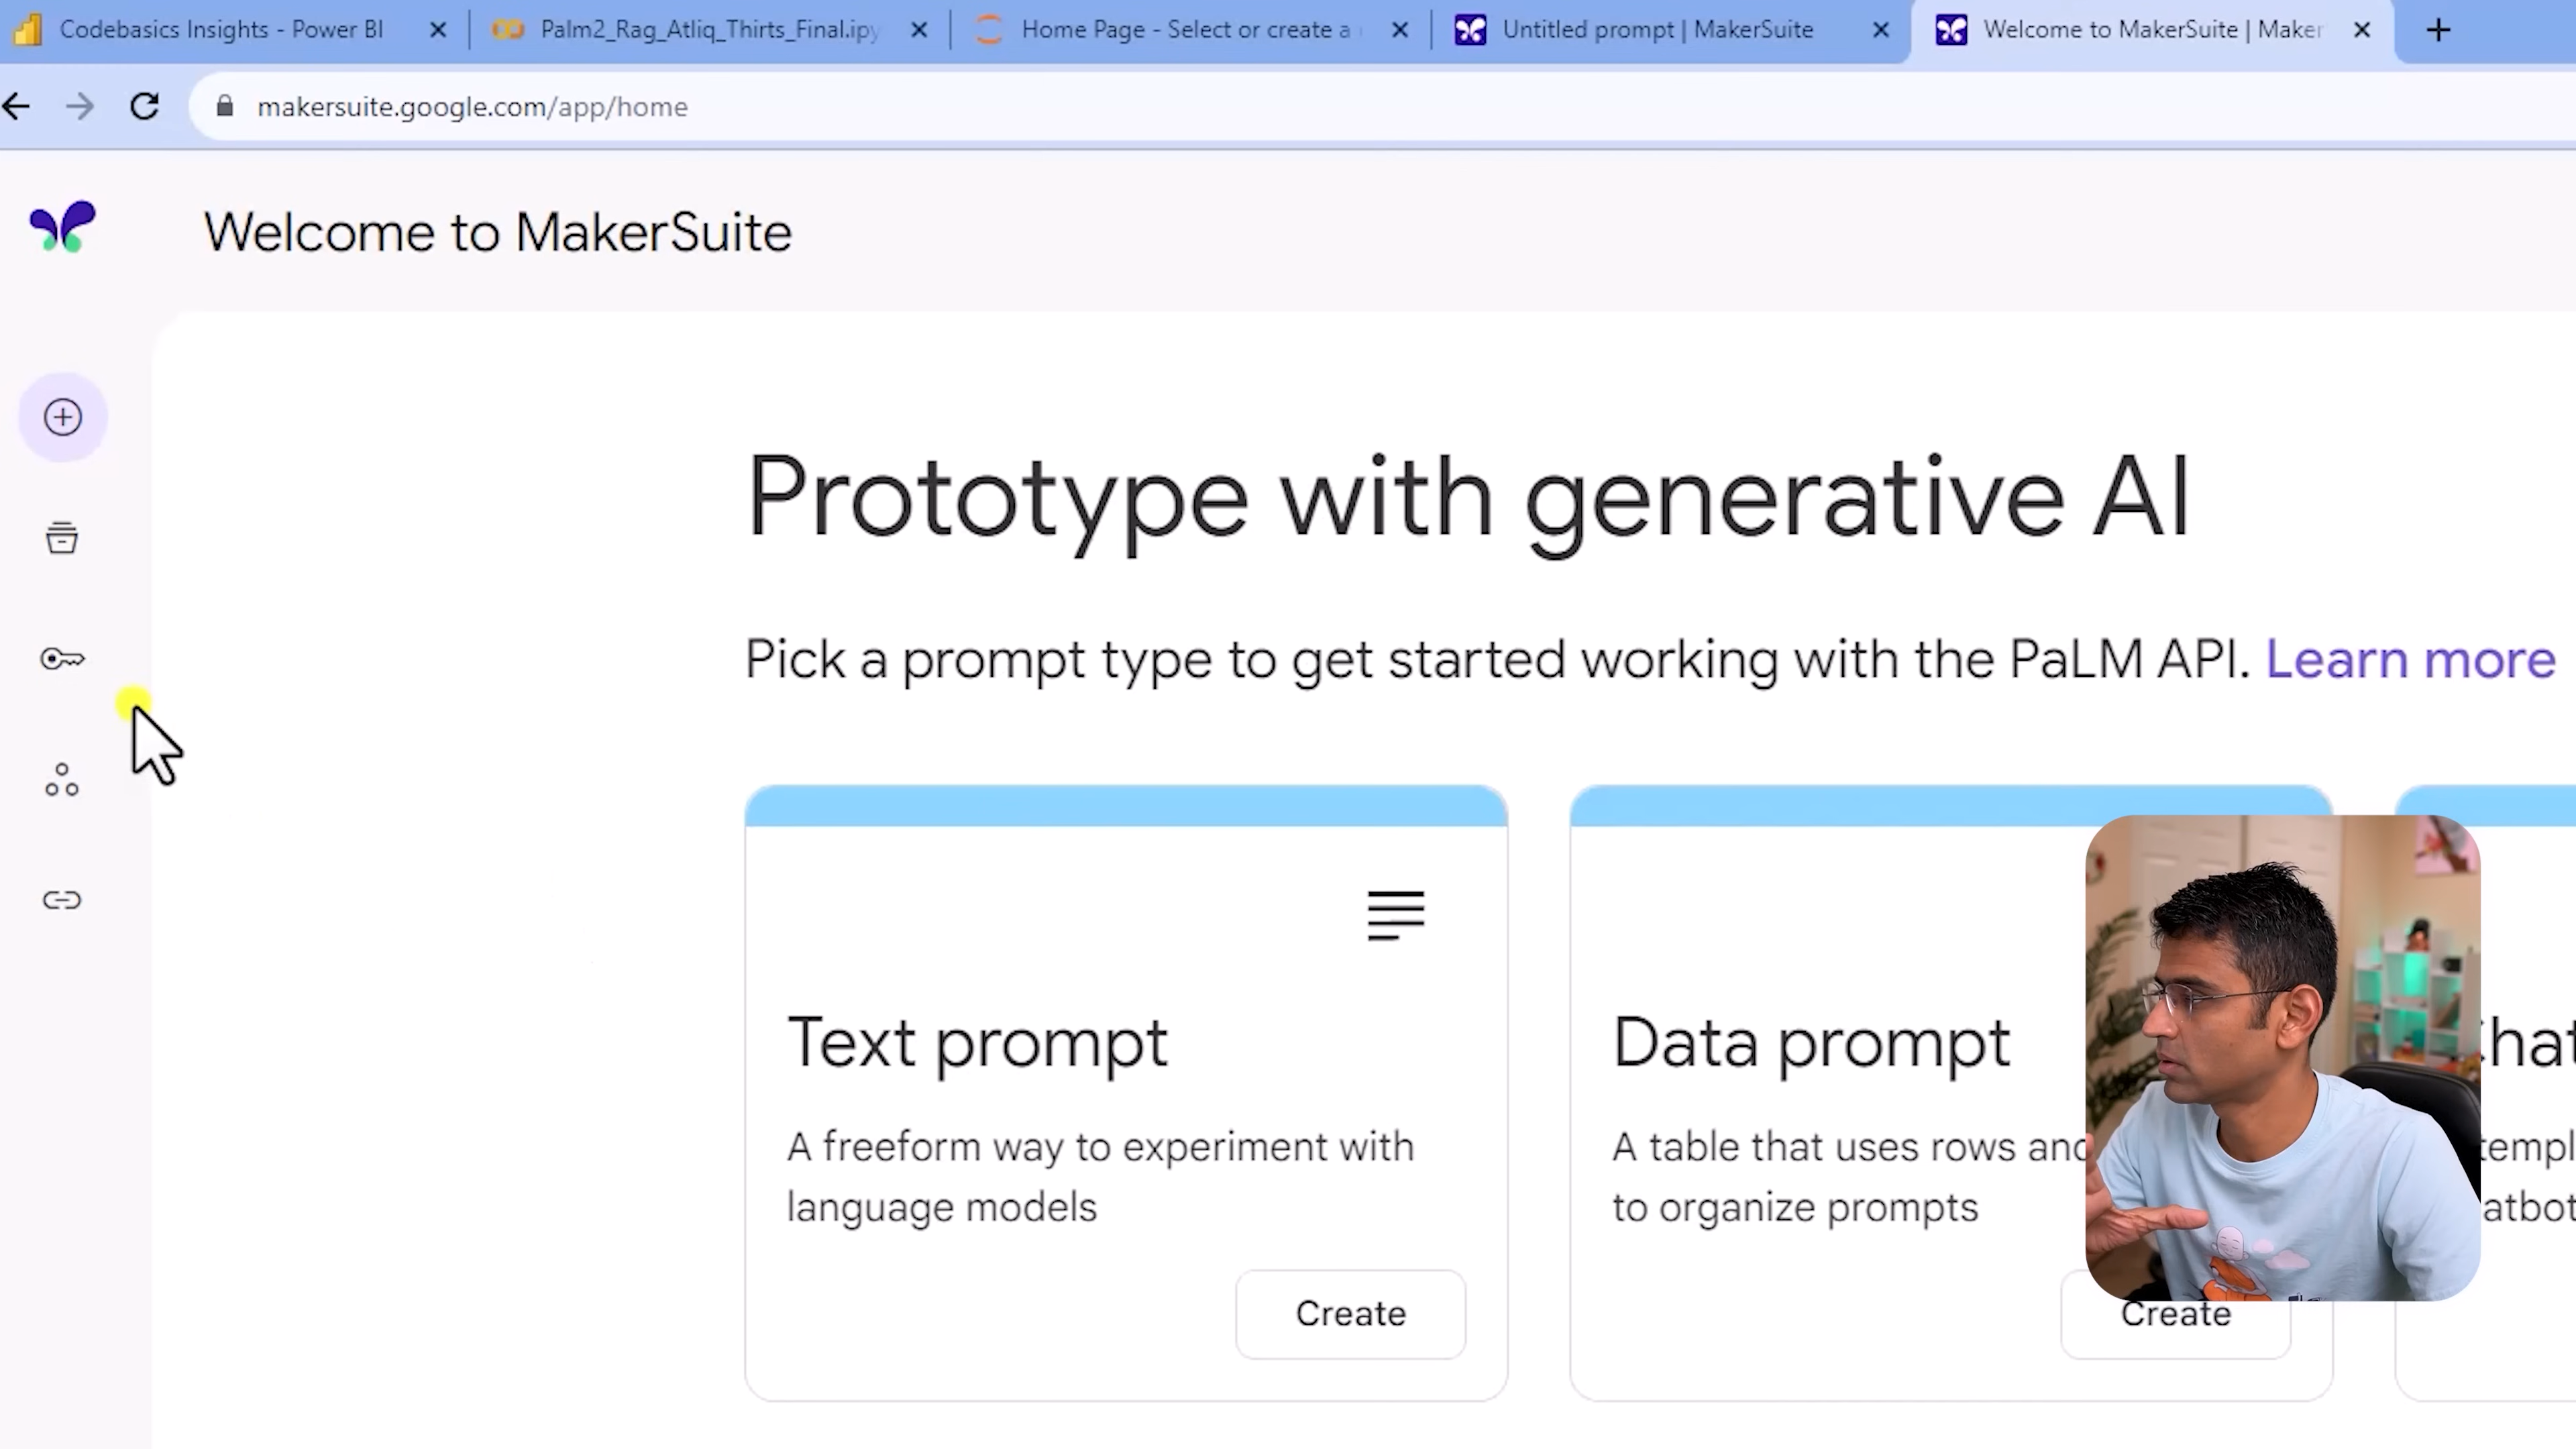 Codebasics Insights - Power BI
Palm2_Rag_Atliq_Thirts_Final.ipy
Home Page - Select or create a
Untitled prompt | MakerSuite
Welcome to MakerSuite | Maker
makersuite.google.com/app/home
Welcome to MakerSuite
Prototype with generative AI
Pick a prompt type to get started working with the PaLM API. Learn more
Text prompt
A freeform way to experiment with
language models
Create
Data prompt
A table that uses rows and
to organize prompts
Create